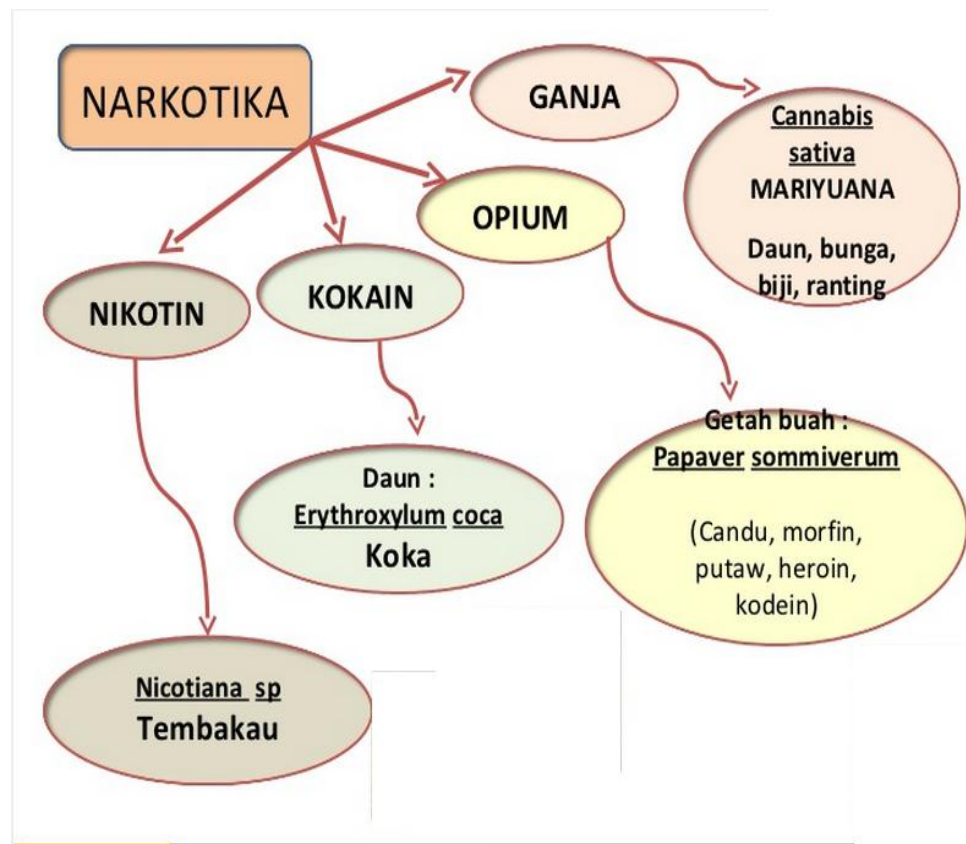 NARKOTIKA
GANJA
Cannabis
sativa
MARIYUANA
Daun, bunga,
biji, ranting
OPIUM
NIKOTIN
KOKAIN
Getah buah :
Papaver sommiverum
(Candu, morfin,
putaw, heroin,
kodein)
Daun :
Erythroxylum coca
Koka
Nicotiana sp
Tembakau